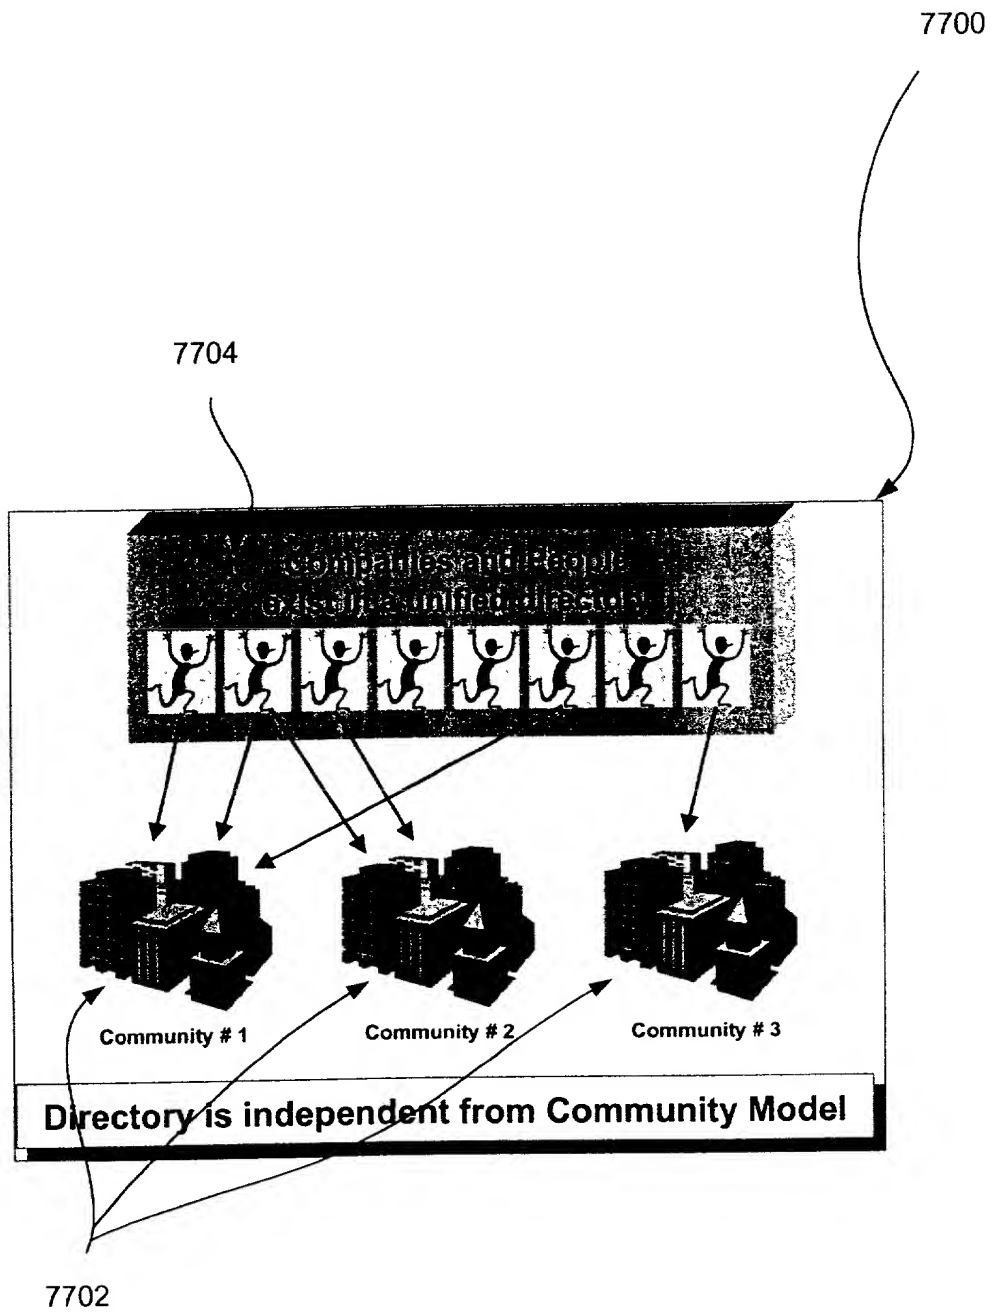 7700
7704
Companies and People
exist in a unified directory
Community # 1
Community # 2
Community # 3
Directory is independent from Community Model
7702